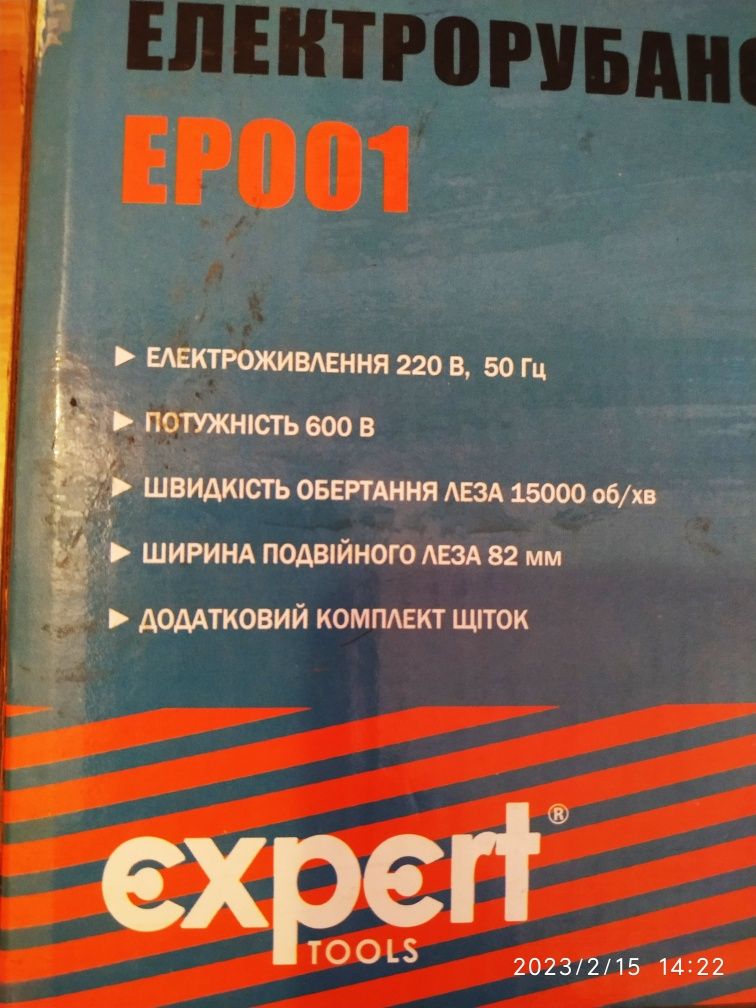 ЕЛЕКТРОРУБАНО
ЕР001
► ЕЛЕКТРОЖИВЛЕННЯ 220 В, 50 Гц
► ПОТУЖНІСТЬ 600 В
► ШВИДКІСТЬ ОБЕРТАННЯ ЛЕЗА 15000 об/хв
► ШИРИНА ПОДВІЙНОГО ЛЕЗА 82 мм
► ДОДАТКОВИЙ КОМПЛЕКТ ЩІТОК
expert®
TOOLS
2023/2/15 14:22